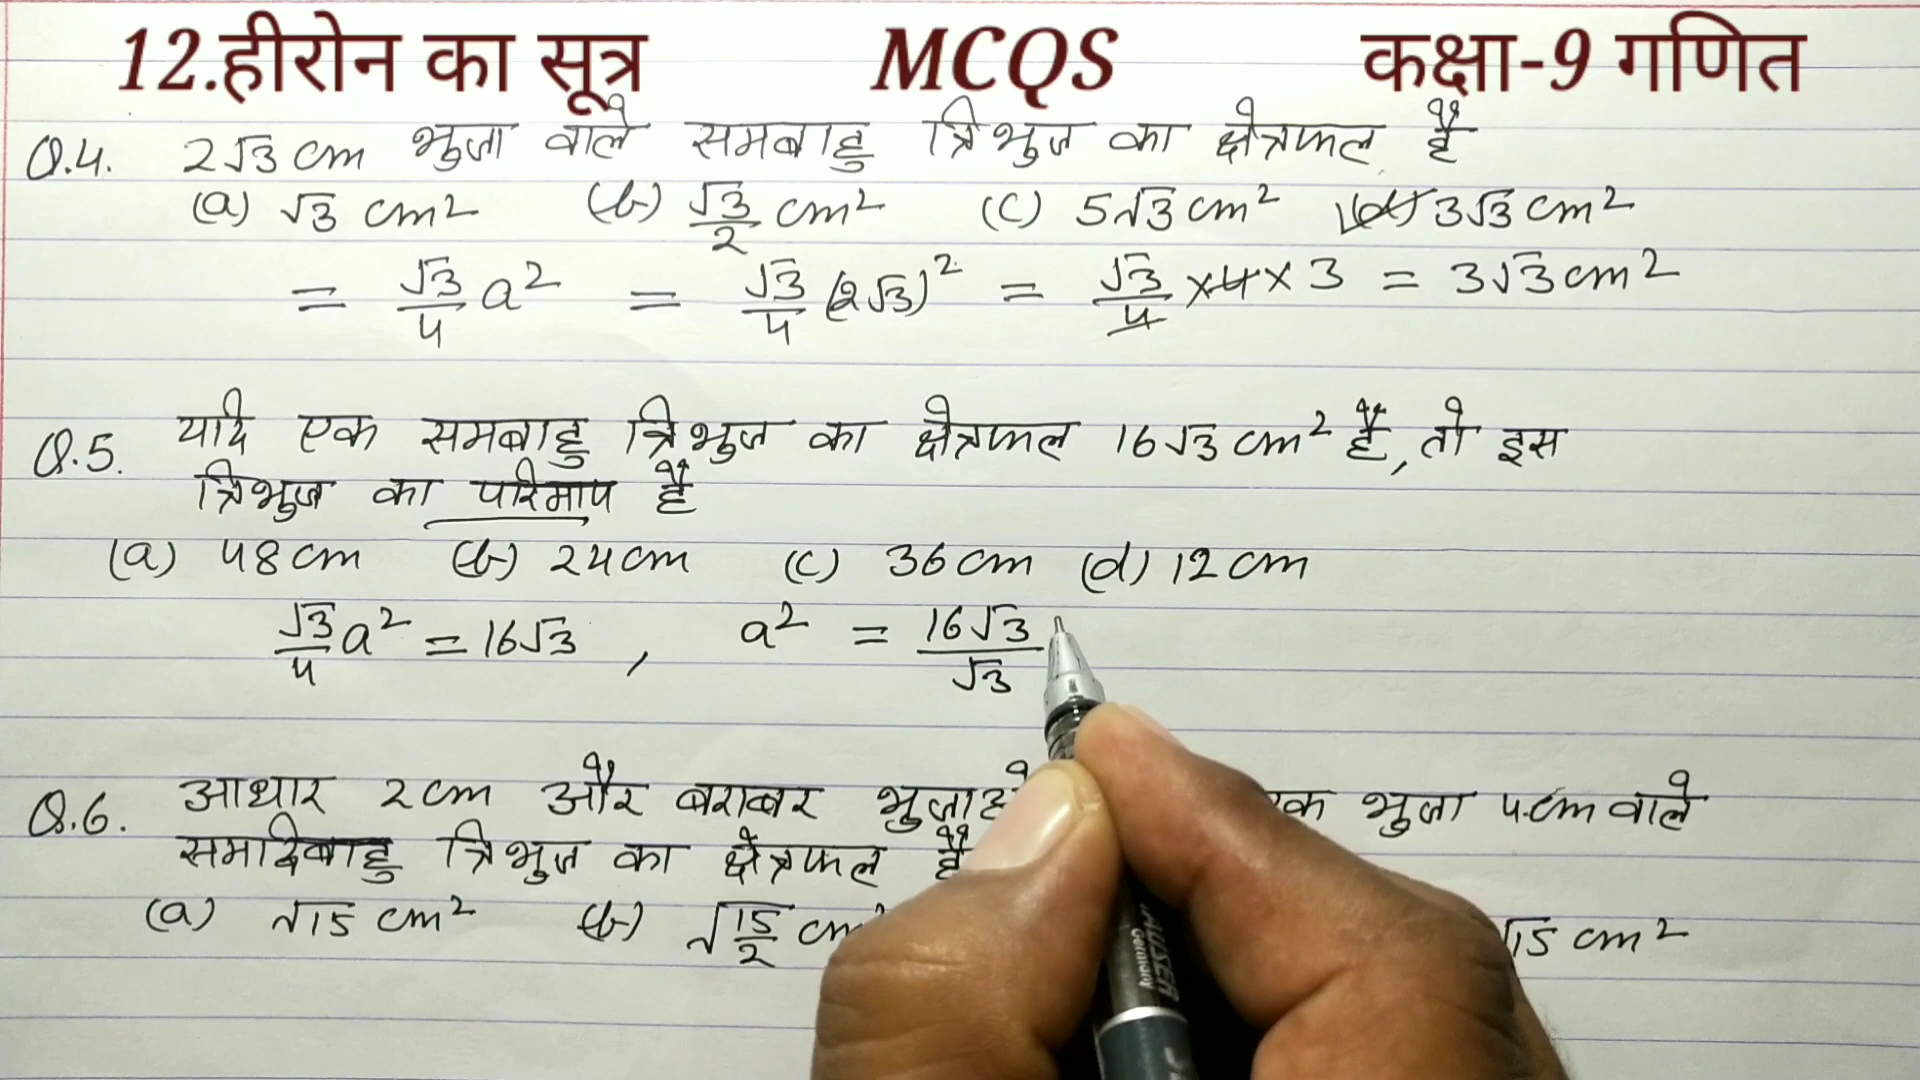 12.हीरोन का सूत्र MCQS कक्षा-9 गणित
Q.4. 2√3 cm भुजा वाले समबाहु त्रिभुज का क्षेत्रफल है
(a) √3 cm² (b) √3/2 cm² (c) 5√3 cm² (d) 3√3 cm²
= √3/4 a² = √3/4 (2√3)² = √3/4 × 4 × 3 = 3√3 cm²
Q.5. यदि एक समबाहु त्रिभुज का क्षेत्रफल 16√3 cm² है, तो इस
त्रिभुज का परिमाप है
(a) 48 cm (b) 24 cm (c) 36 cm (d) 12 cm
√3/4 a² = 16√3 , a² = 16√3/√3
Q.6. आधार 2 cm और बराबर भुजाओं भुजा 4 cm वाले
समद्विबाहु त्रिभुज का क्षेत्रफल है
(a) √15 cm² (b) √15/2 cm² √15 cm²
Germany